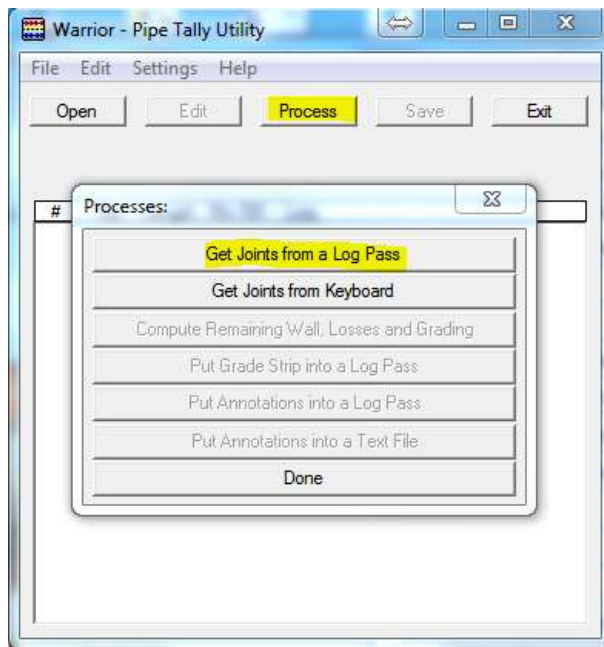 Warrior - Pipe Tally Utility
File Edit Settings Help
Open Edit Process Save Exit
#
Processes:
Get Joints from a Log Pass
Get Joints from Keyboard
Compute Remaining Wall, Losses and Grading
Put Grade Strip into a Log Pass
Put Annotations into a Log Pass
Put Annotations into a Text File
Done